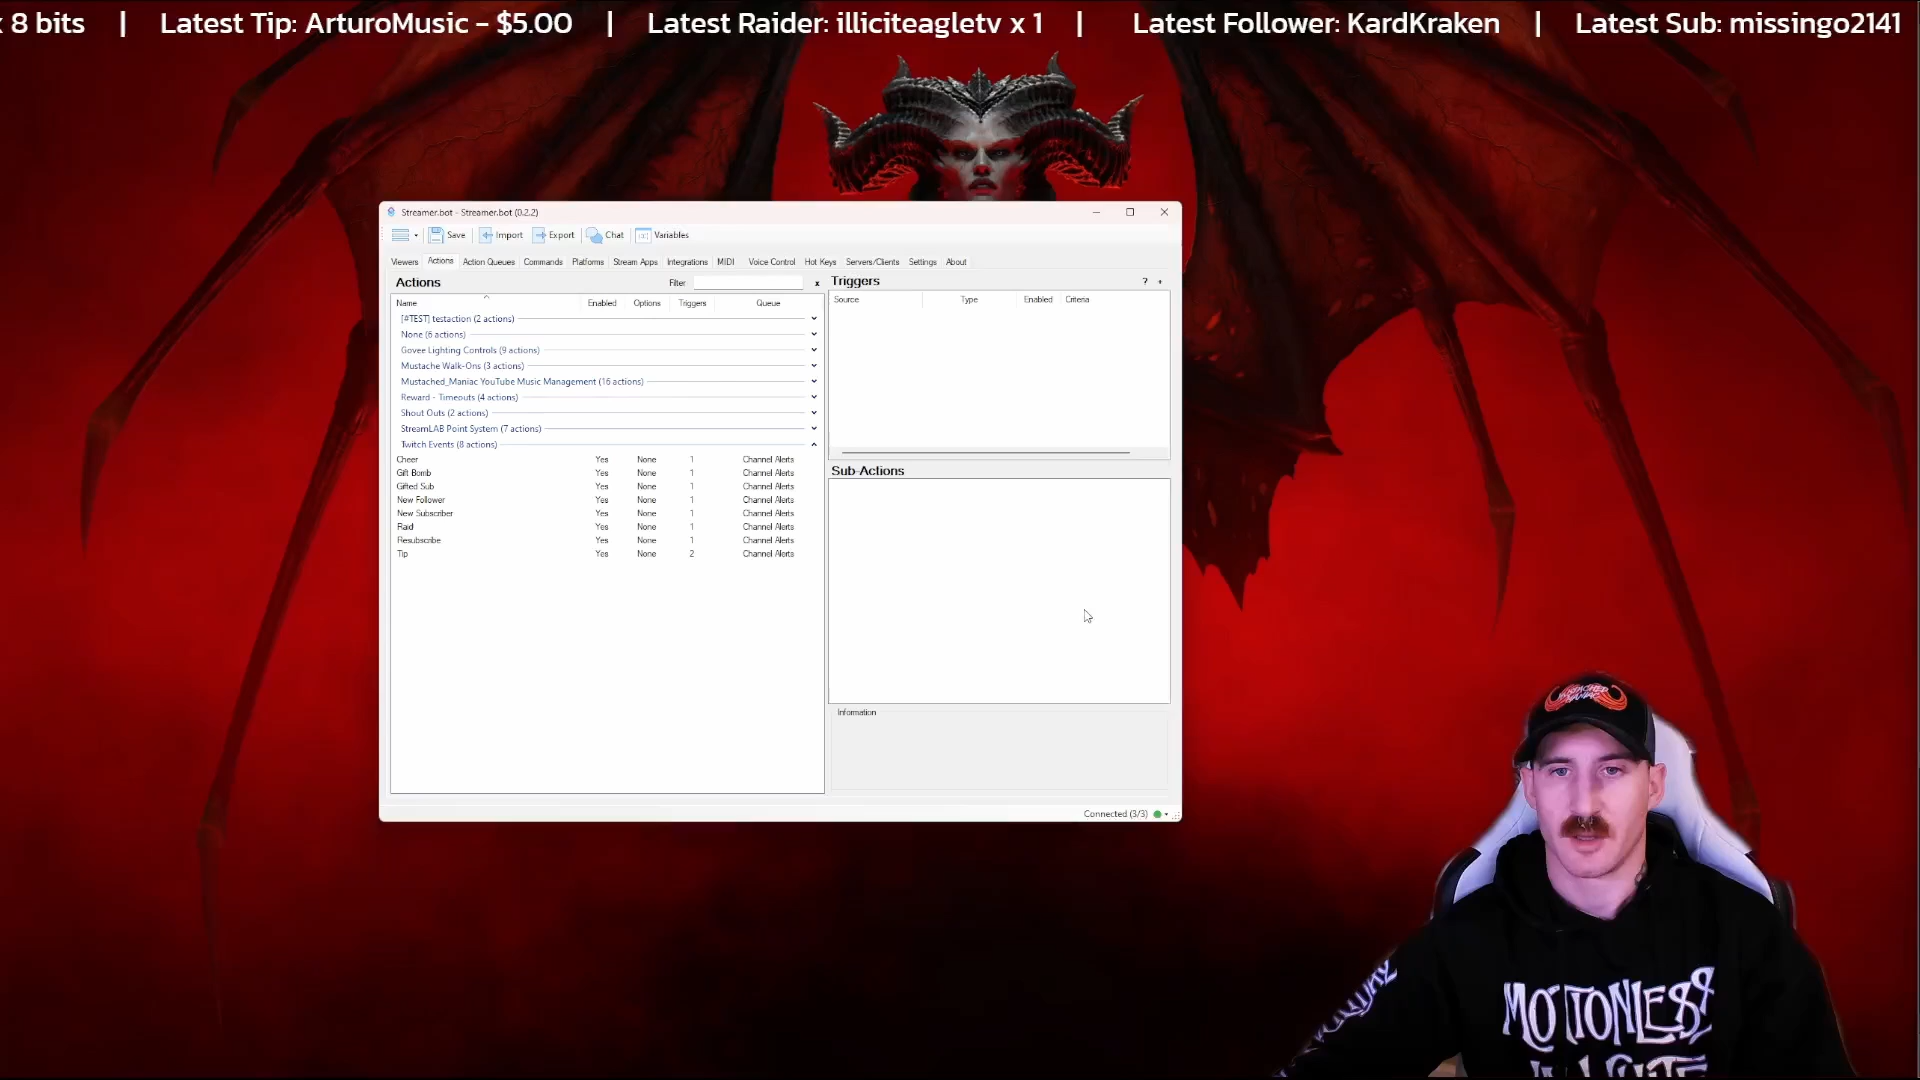 x 8 bits | Latest Tip: ArturoMusic - $5.00 | Latest Raider: illiciteagletv x 1 | Latest Follower: KardKraken | Latest Sub: missingo2141
Streamer.bot - Streamer.bot (0.2.2)
Save Import Export Chat Variables
Viewers Actions Action Queues Commands Platforms Stream Apps Integrations MIDI Voice Control Hot Keys Servers/Clients Settings About
Actions Filter x
Name Enabled Options Triggers Queue
[#TEST] testaction (2 actions)
None (6 actions)
Govee Lighting Controls (9 actions)
Mustache Walk-Ons (3 actions)
Mustached_Maniac YouTube Music Management (16 actions)
Reward - Timeouts (4 actions)
Shout Outs (2 actions)
StreamLAB Point System (7 actions)
Twitch Events (8 actions)
Cheer Yes None 1 Channel Alerts
Gift Bomb Yes None 1 Channel Alerts
Gifted Sub Yes None 1 Channel Alerts
New Follower Yes None 1 Channel Alerts
New Subscriber Yes None 1 Channel Alerts
Raid Yes None 1 Channel Alerts
Resubscribe Yes None 1 Channel Alerts
Tip Yes None 2 Channel Alerts
Triggers ? +
Source Type Enabled Criteria
Sub-Actions
Information
Connected (3/3)
MUSTACHED
MANIAC
MOTIONLESS